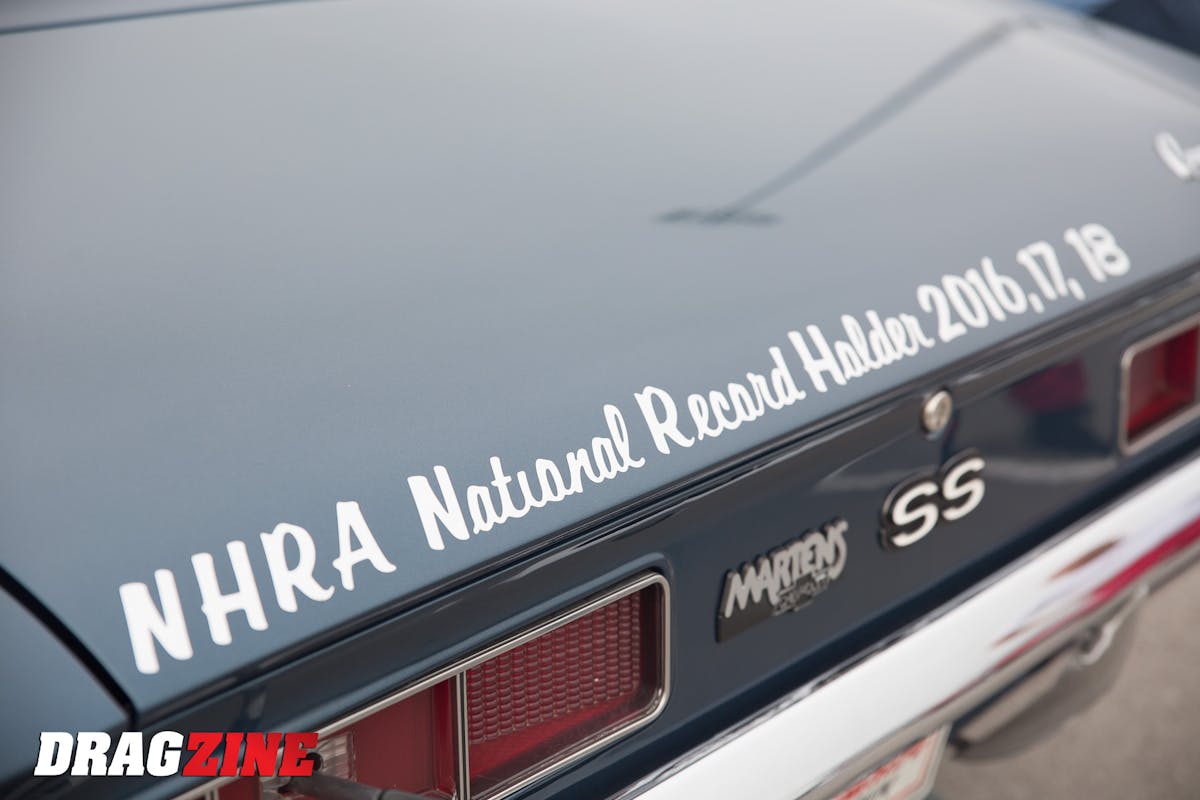 NHRA National Record Holder 2016, 17, 18
SS
MARTENS
DRAGZINE